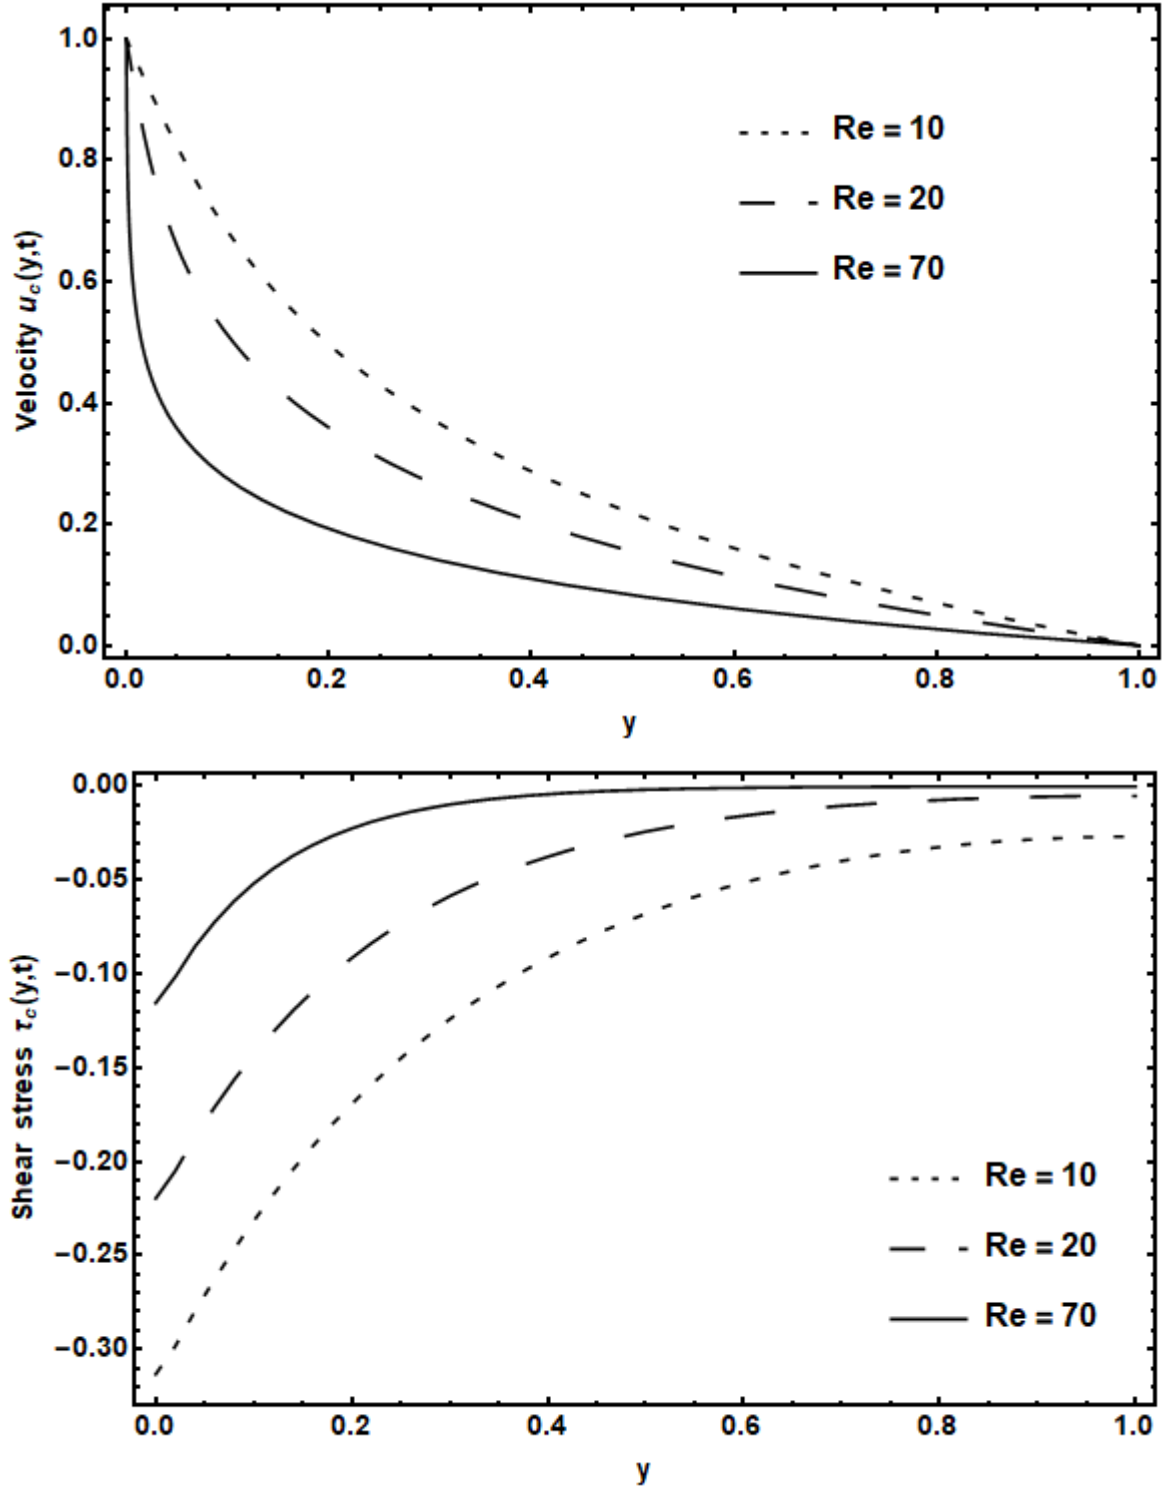 1.0
0.8
0.6
0.4
0.2
0.0
Velocity u_c(y,t)
Re = 10
Re = 20
Re = 70
0.0 0.2 0.4 0.6 0.8 1.0
y
0.00
−0.05
−0.10
−0.15
−0.20
−0.25
−0.30
Shear stress τ_c(y,t)
Re = 10
Re = 20
Re = 70
0.0 0.2 0.4 0.6 0.8 1.0
y